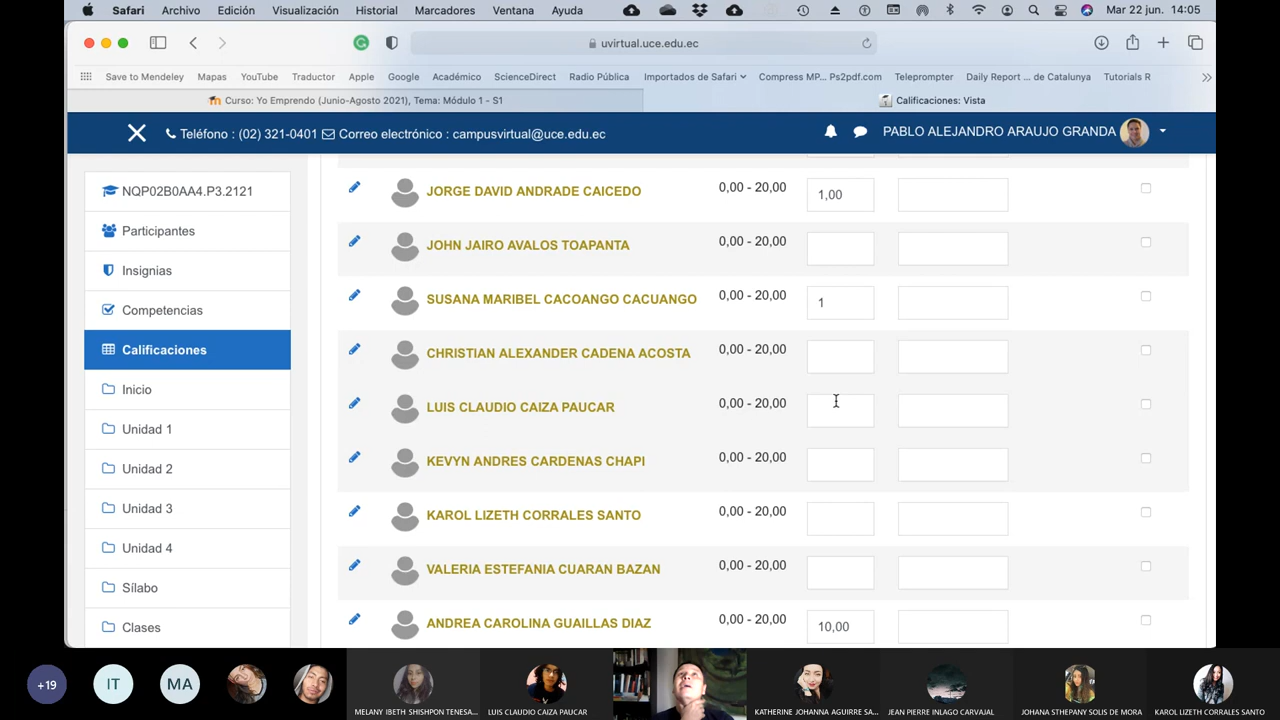 Safari Archivo Edición Visualización Historial Marcadores Ventana Ayuda Mar 22 jun. 14:05
uvirtual.uce.edu.ec
Save to Mendeley Mapas YouTube Traductor Apple Google Académico ScienceDirect Radio Pública Importados de Safari Compress MP... Ps2pdf.com Teleprompter Daily Report ... de Catalunya Tutorials R
Curso: Yo Emprendo (Junio-Agosto 2021), Tema: Módulo 1 - S1 Calificaciones: Vista
Teléfono : (02) 321-0401 Correo electrónico : campusvirtual@uce.edu.ec PABLO ALEJANDRO ARAUJO GRANDA
NQP02B0AA4.P3.2121
Participantes
Insignias
Competencias
Calificaciones
Inicio
Unidad 1
Unidad 2
Unidad 3
Unidad 4
Sílabo
Clases
JORGE DAVID ANDRADE CAICEDO 0,00 - 20,00 1,00
JOHN JAIRO AVALOS TOAPANTA 0,00 - 20,00
SUSANA MARIBEL CACOANGO CACUANGO 0,00 - 20,00 1
CHRISTIAN ALEXANDER CADENA ACOSTA 0,00 - 20,00
LUIS CLAUDIO CAIZA PAUCAR 0,00 - 20,00
KEVYN ANDRES CARDENAS CHAPI 0,00 - 20,00
KAROL LIZETH CORRALES SANTO 0,00 - 20,00
VALERIA ESTEFANIA CUARAN BAZAN 0,00 - 20,00
ANDREA CAROLINA GUAILLAS DIAZ 0,00 - 20,00 10,00
+19 IT MA
MELANY IBETH SHISHPON TENESA... LUIS CLAUDIO CAIZA PAUCAR KATHERINE JOHANNA AGUIRRE SA... JEAN PIERRE INLAGO CARVAJAL JOHANA STHEPANY SOLIS DE MORA KAROL LIZETH CORRALES SANTO